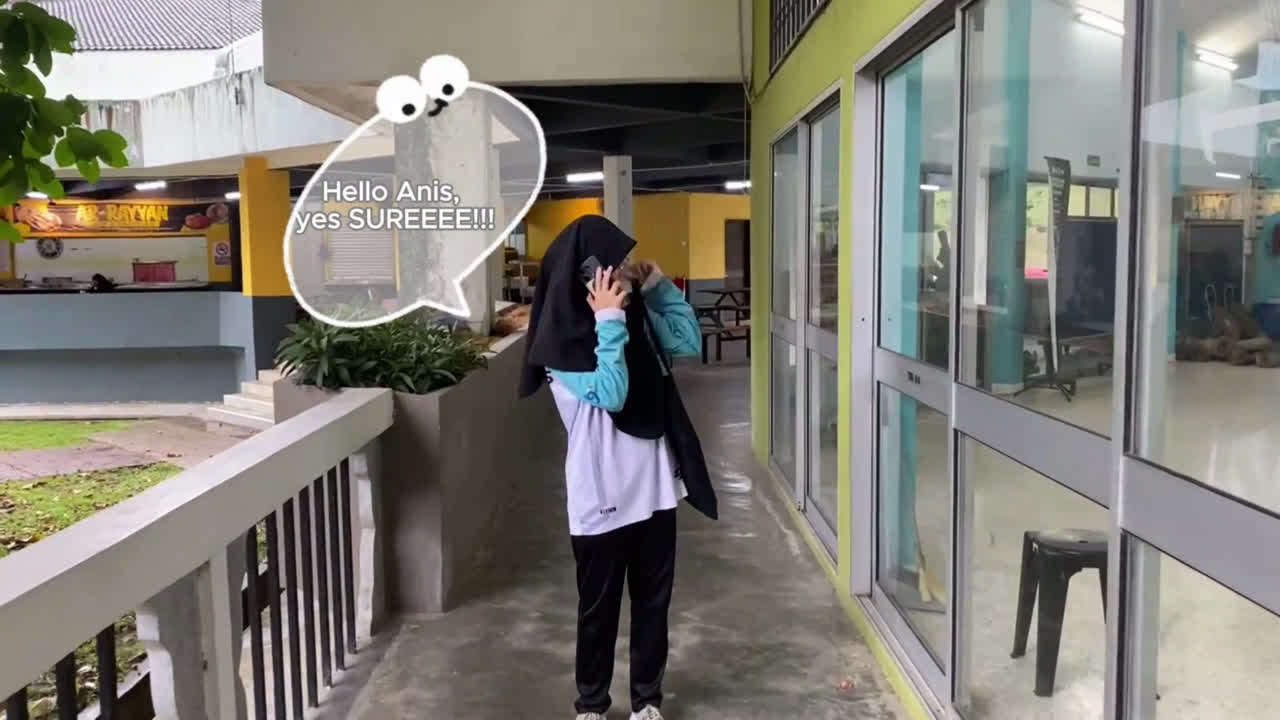 AR-RAYYAN
Hello Anis,
yes SUREEEE!!!